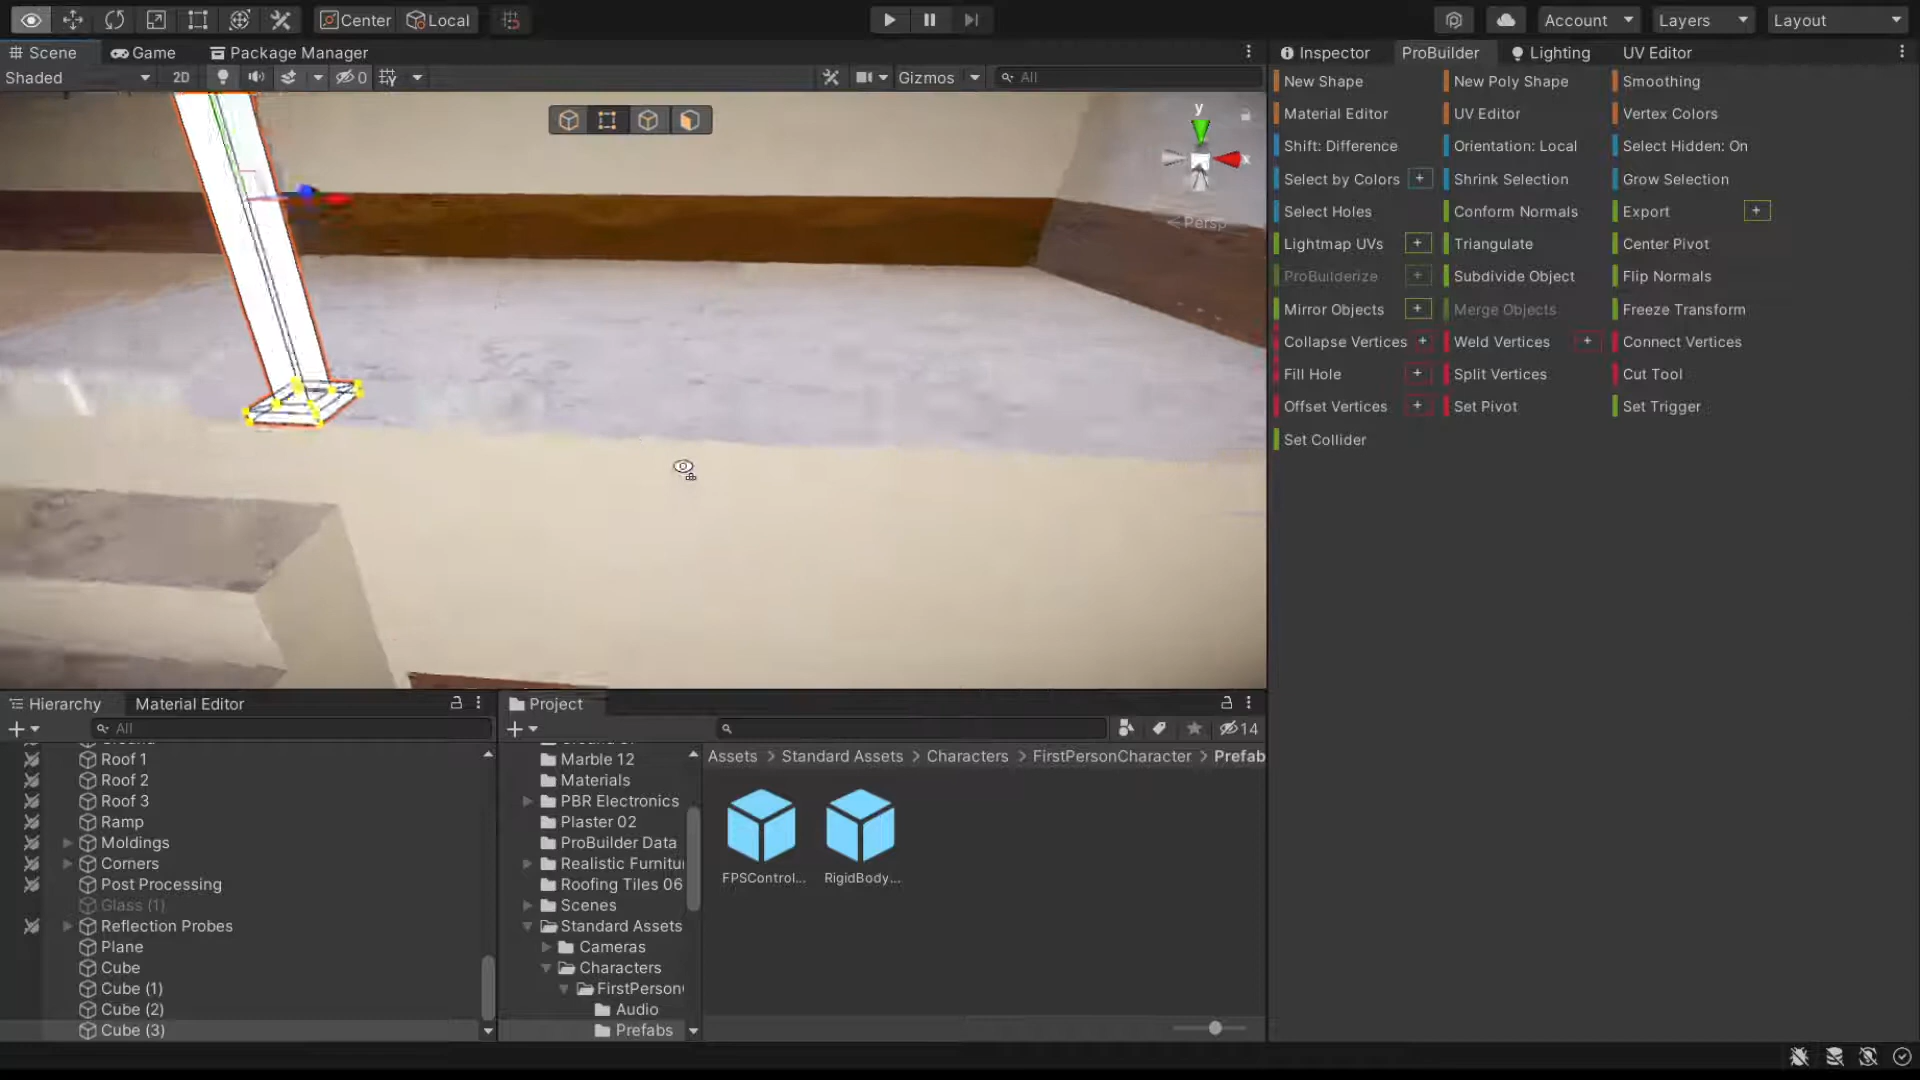 Center Local Account Layers Layout
Scene Game Package Manager Inspector ProBuilder Lighting UV Editor
Shaded 2D 0 Gizmos All
New Shape New Poly Shape Smoothing
Material Editor UV Editor Vertex Colors
Shift: Difference Orientation: Local Select Hidden: On
Select by Colors + Shrink Selection Grow Selection
Select Holes Conform Normals Export +
Lightmap UVs + Triangulate Center Pivot
ProBuilderize + Subdivide Object Flip Normals
Mirror Objects + Merge Objects Freeze Transform
Collapse Vertices + Weld Vertices + Connect Vertices
Fill Hole + Split Vertices Cut Tool
Offset Vertices + Set Pivot Set Trigger
Set Collider
y
x
Persp
Hierarchy Material Editor
All
Roof 1
Roof 2
Roof 3
Ramp
Moldings
Corners
Post Processing
Glass (1)
Reflection Probes
Plane
Cube
Cube (1)
Cube (2)
Cube (3)
Project
14
Marble 12
Materials
PBR Electronics
Plaster 02
ProBuilder Data
Realistic Furnitu
Roofing Tiles 06
Scenes
Standard Assets
Cameras
Characters
FirstPerson
Audio
Prefabs
Assets > Standard Assets > Characters > FirstPersonCharacter > Prefab
FPSControl... RigidBody...